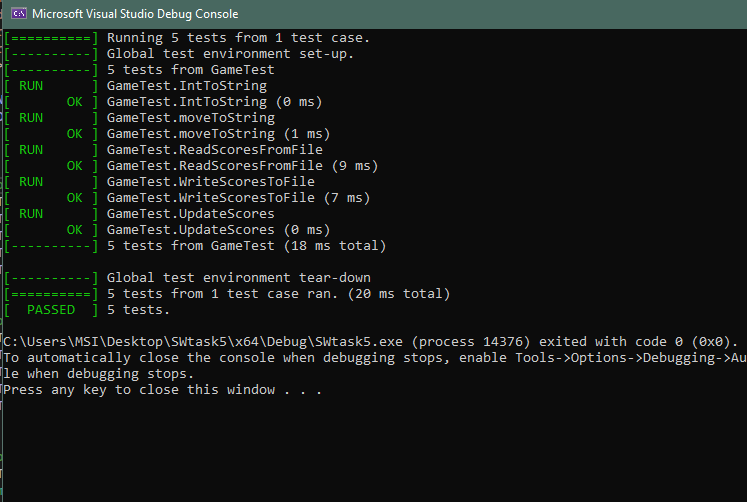 Microsoft Visual Studio Debug Console
[==========] Running 5 tests from 1 test case.
[----------] Global test environment set-up.
[----------] 5 tests from GameTest
[ RUN      ] GameTest.IntToString
[       OK ] GameTest.IntToString (0 ms)
[ RUN      ] GameTest.moveToString
[       OK ] GameTest.moveToString (1 ms)
[ RUN      ] GameTest.ReadScoresFromFile
[       OK ] GameTest.ReadScoresFromFile (9 ms)
[ RUN      ] GameTest.WriteScoresToFile
[       OK ] GameTest.WriteScoresToFile (7 ms)
[ RUN      ] GameTest.UpdateScores
[       OK ] GameTest.UpdateScores (0 ms)
[----------] 5 tests from GameTest (18 ms total)
[----------] Global test environment tear-down
[==========] 5 tests from 1 test case ran. (20 ms total)
[  PASSED  ] 5 tests.
C:\Users\MSI\Desktop\SWtask5\x64\Debug\SWtask5.exe (process 14376) exited with code 0 (0x0).
To automatically close the console when debugging stops, enable Tools->Options->Debugging->Au
le when debugging stops.
Press any key to close this window . . .